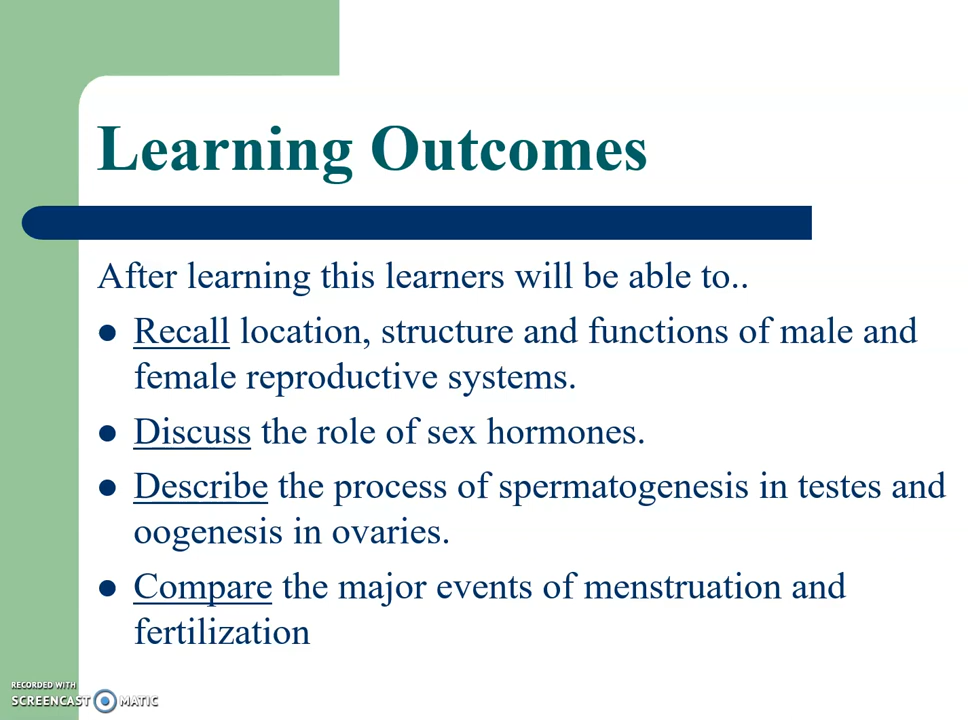 Learning Outcomes
After learning this learners will be able to..
● Recall location, structure and functions of male and
female reproductive systems.
● Discuss the role of sex hormones.
● Describe the process of spermatogenesis in testes and
oogenesis in ovaries.
● Compare the major events of menstruation and
fertilization
RECORDED WITH
SCREENCAST MATIC